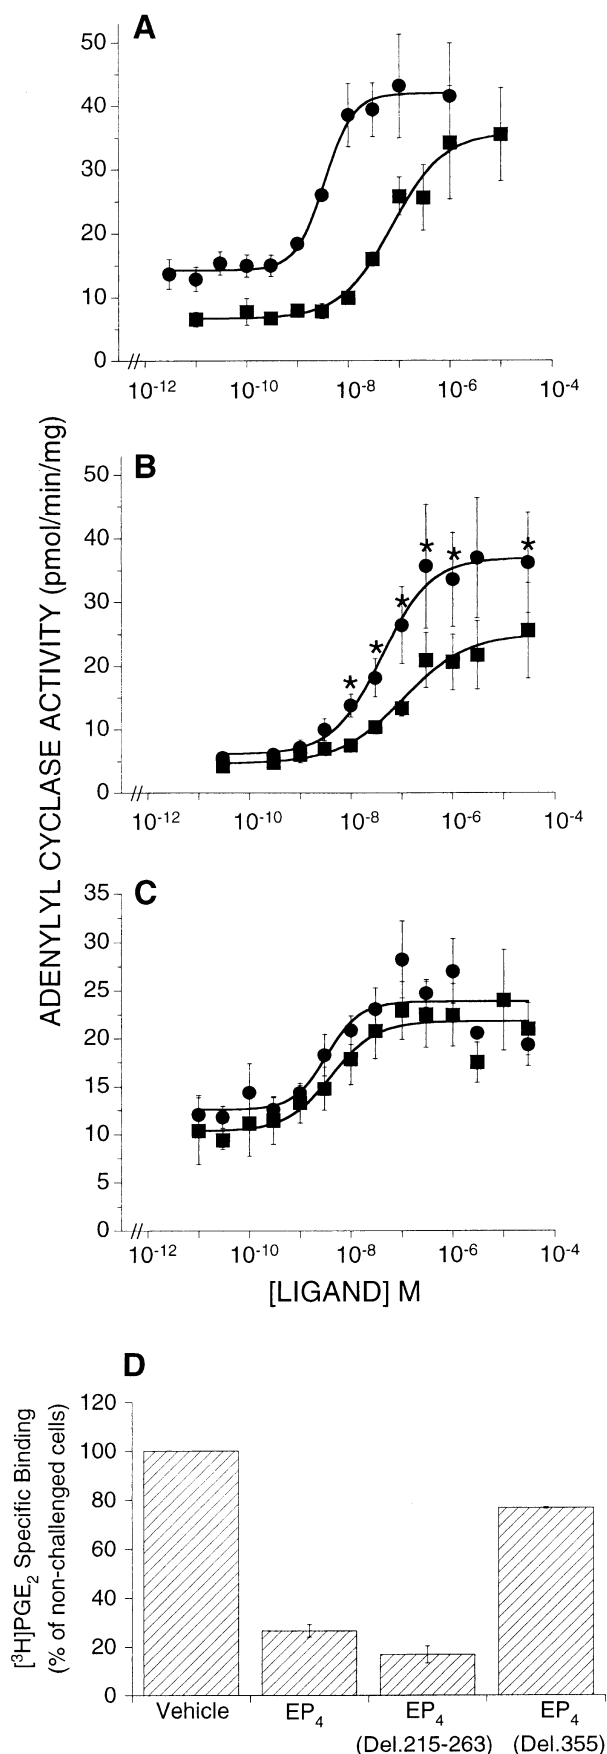 A
50
40
30
20
10
0
10-12 10-10 10-8 10-6 10-4
B
50
40
30
20
10
0
* * * * * *
10-12 10-10 10-8 10-6 10-4
C
35
30
25
20
15
10
5
0
10-12 10-10 10-8 10-6 10-4
[LIGAND] M
ADENYLYL CYCLASE ACTIVITY (pmol/min/mg)
D
120
100
80
60
40
20
0
[3H]PGE2 Specific Binding
(% of non-challenged cells)
Vehicle EP4 EP4 EP4
(Del.215-263) (Del.355)